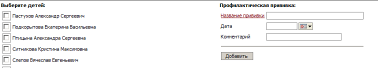 Выберите детей:
Пастухов Александр Сергеевич
Подкорытова Екатерина Васильевна
Птицына Александра Сергеевна
Ситникова Кристина Максимовна
Слепов Вячеслав Евгеньевич
Профилактическая прививка:
Название прививки
Дата
Комментарий
Добавить